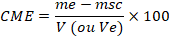 CME = (me − msc) / (V (ou Ve)) × 100